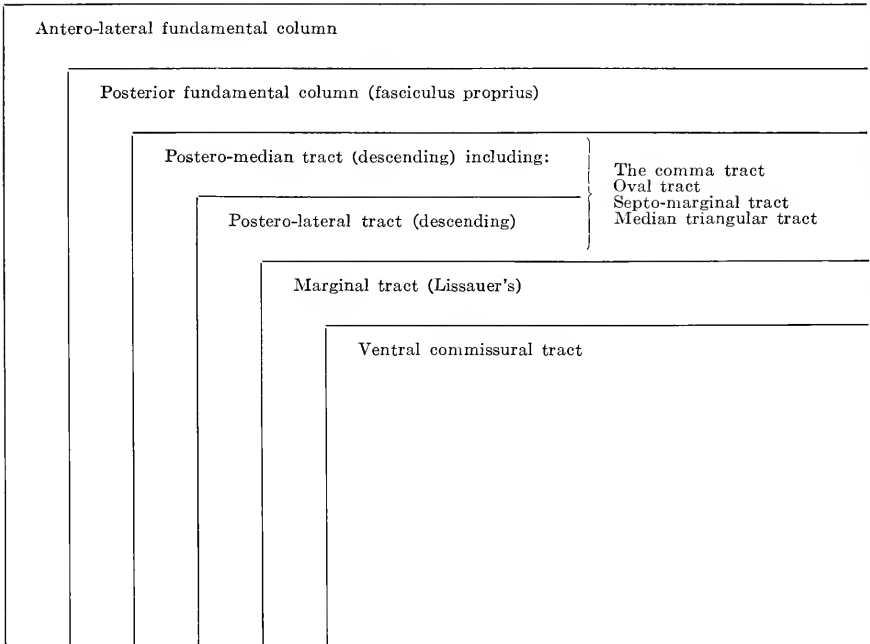 Antero-lateral fundamental column
Posterior fundamental column (fasciculus proprius)
Postero-median tract (descending) including:
The comma tract
Oval tract
Septo-marginal tract
Median triangular tract
Postero-lateral tract (descending)
Marginal tract (Lissauer's)
Ventral commissural tract